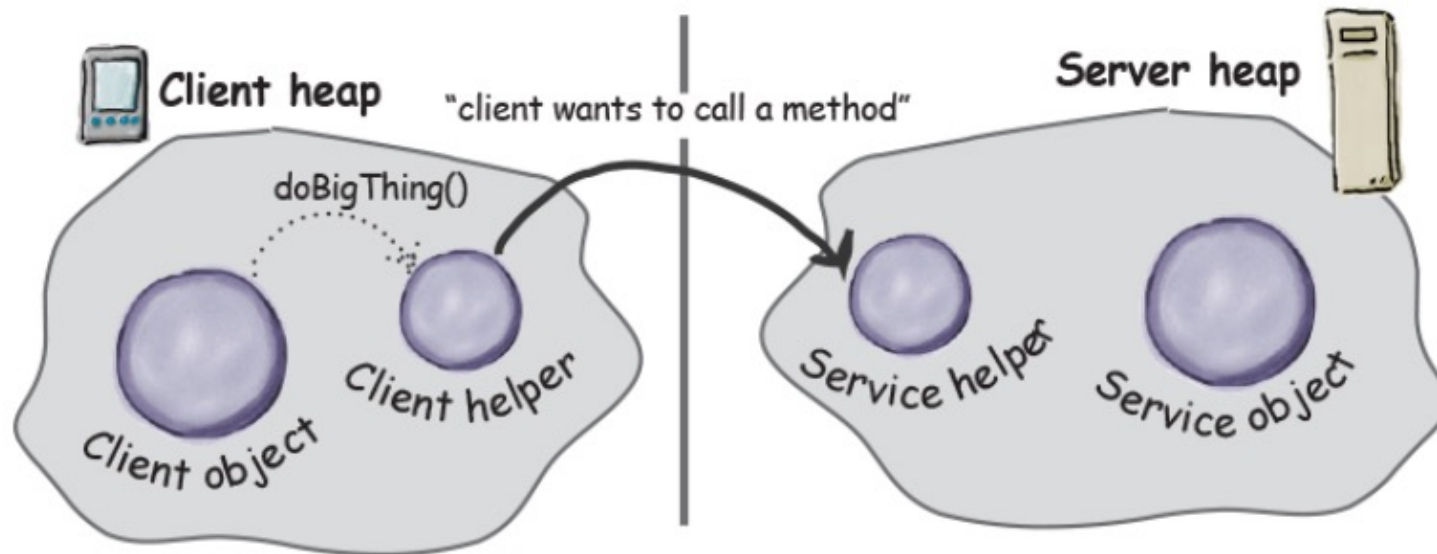 Client heap
Server heap
“client wants to call a method”
doBigThing()
Client object
Client helper
Service helper
Service object